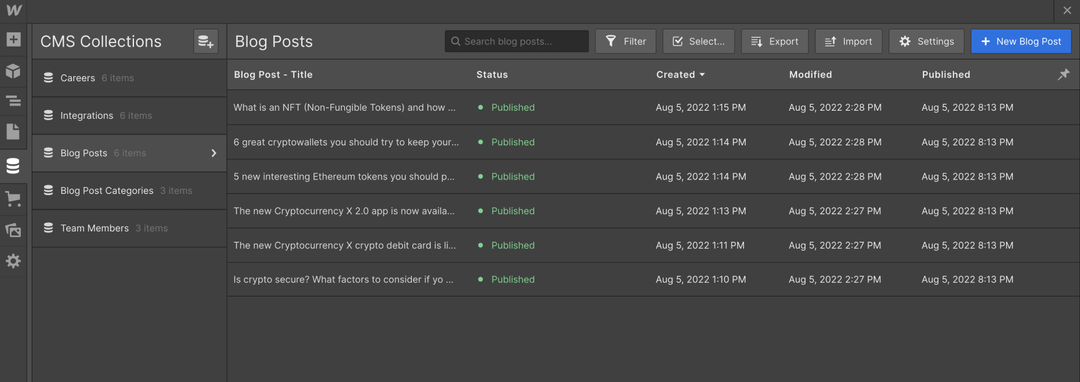 W
CMS Collections
Careers 6 items
Integrations 6 items
Blog Posts 6 items
Blog Post Categories 3 items
Team Members 3 items
Blog Posts
Search blog posts...
Filter
Select...
Export
Import
Settings
+ New Blog Post
Blog Post - Title Status Created Modified Published
What is an NFT (Non-Fungible Tokens) and how ... Published Aug 5, 2022 1:15 PM Aug 5, 2022 2:28 PM Aug 5, 2022 8:13 PM
6 great cryptowallets you should try to keep your... Published Aug 5, 2022 1:14 PM Aug 5, 2022 2:28 PM Aug 5, 2022 8:13 PM
5 new interesting Ethereum tokens you should p... Published Aug 5, 2022 1:14 PM Aug 5, 2022 2:28 PM Aug 5, 2022 8:13 PM
The new Cryptocurrency X 2.0 app is now availa... Published Aug 5, 2022 1:13 PM Aug 5, 2022 2:27 PM Aug 5, 2022 8:13 PM
The new Cryptocurrency X crypto debit card is li... Published Aug 5, 2022 1:11 PM Aug 5, 2022 2:27 PM Aug 5, 2022 8:13 PM
Is crypto secure? What factors to consider if yo ... Published Aug 5, 2022 1:10 PM Aug 5, 2022 2:27 PM Aug 5, 2022 8:13 PM